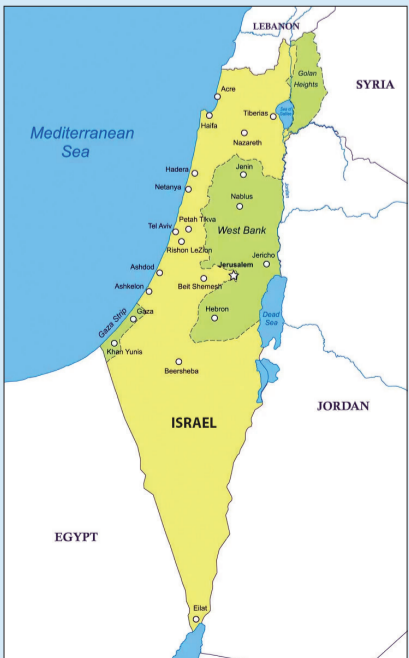 LEBANON
Golan
Heights
SYRIA
Acre
Mediterranean
Sea
Haifa
Tiberias
Sea of
Galilee
Nazareth
Hadera
Jenin
Netanya
Nablus
Jordan
Petah Tikva
Tel Aviv
West Bank
Rishon LeZion
Jerusalem
Jericho
Ashdod
Beit Shemesh
Ashkelon
Gaza Strip
Gaza
Hebron
Dead
Sea
Khan Yunis
Beersheba
JORDAN
ISRAEL
EGYPT
Eilat